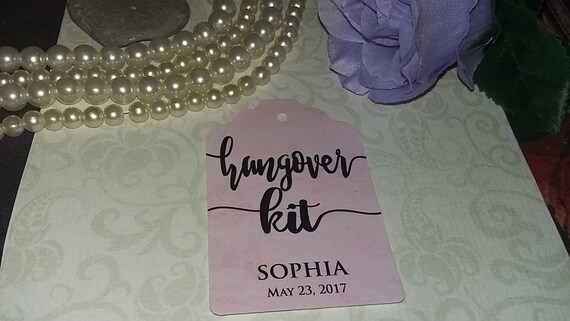 hangover
kit
SOPHIA
MAY 23, 2017